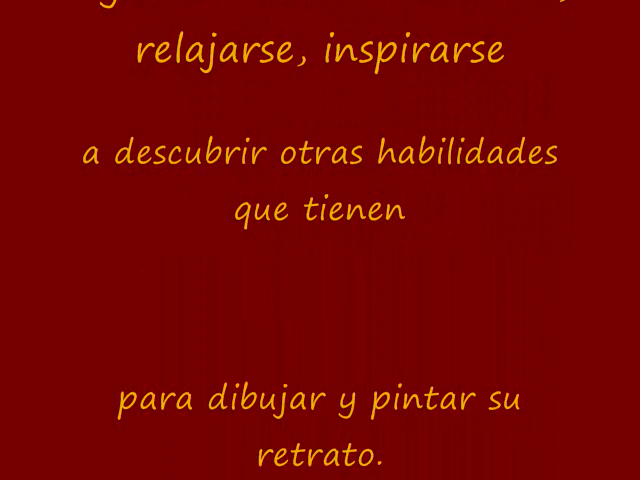 relajarse, inspirarse
a descubrir otras habilidades
que tienen
para dibujar y pintar su
retrato.